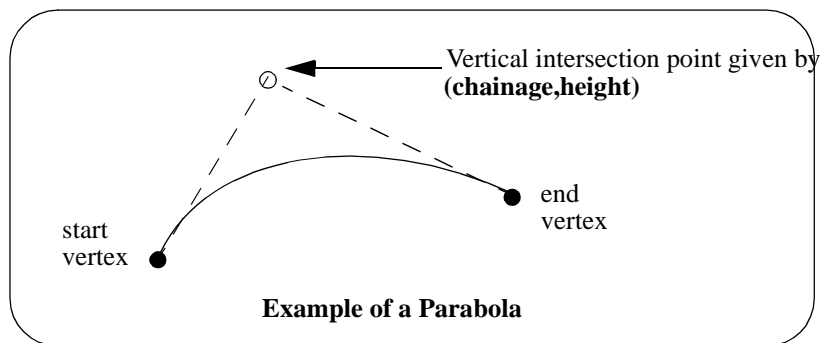 Vertical intersection point given by
(chainage,height)
end
vertex
start
vertex
Example of a Parabola